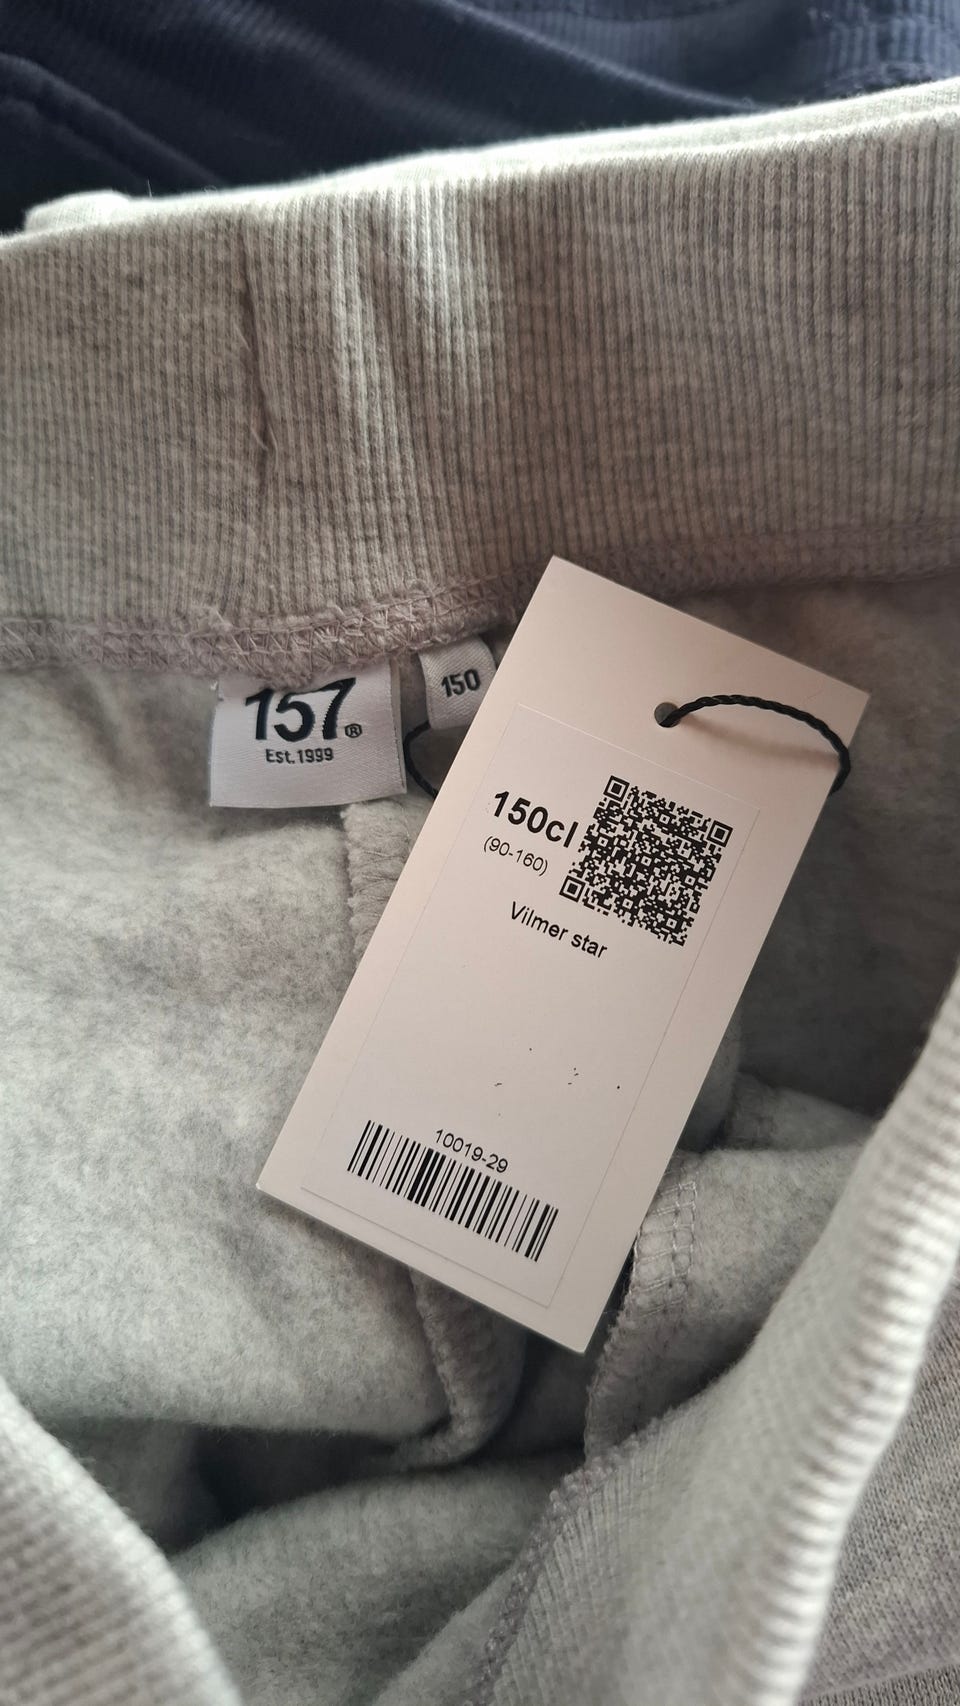 157®
Est.1999
150
150cl
(90-160)
Vilmer star
10019-29